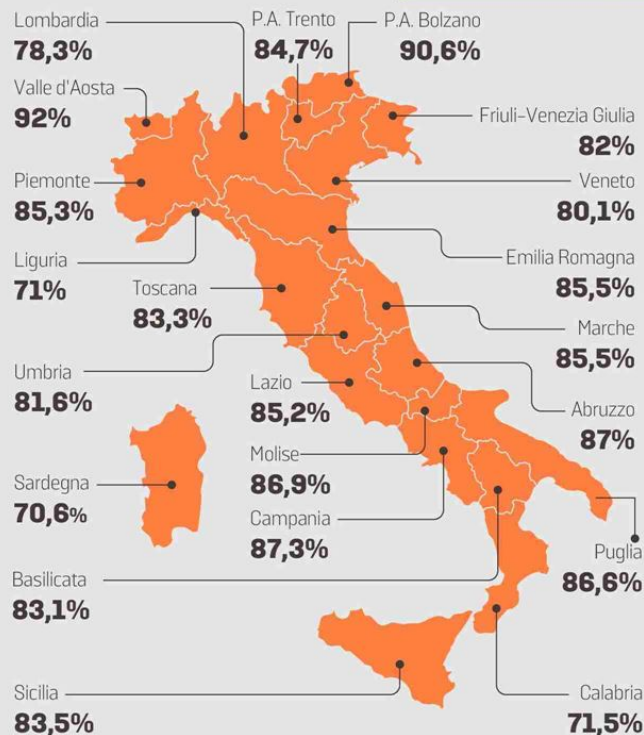 Lombardia
78,3%
P.A. Trento
84,7%
P.A. Bolzano
90,6%
Valle d'Aosta
92%
Friuli-Venezia Giulia
82%
Piemonte
85,3%
Veneto
80,1%
Liguria
71%
Emilia Romagna
85,5%
Toscana
83,3%
Marche
85,5%
Umbria
81,6%
Lazio
85,2%
Abruzzo
87%
Molise
86,9%
Sardegna
70,6%
Campania
87,3%
Puglia
86,6%
Basilicata
83,1%
Sicilia
83,5%
Calabria
71,5%